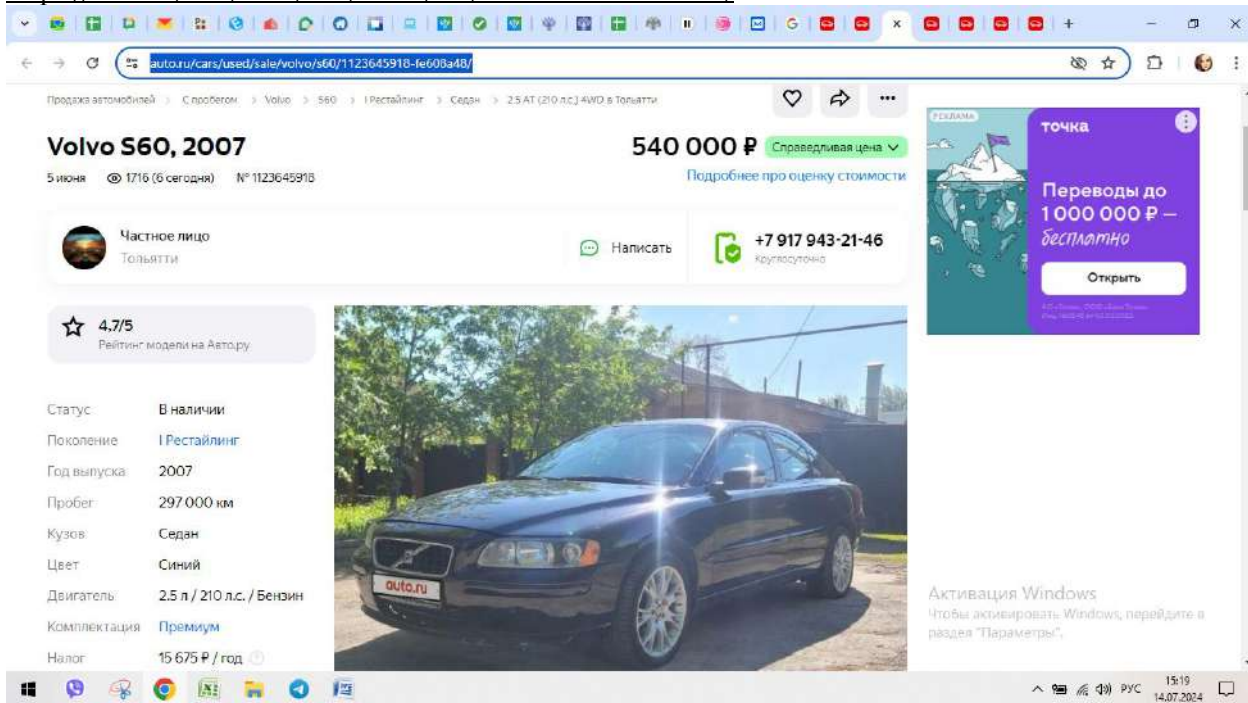 auto.ru/cars/used/sale/volvo/s60/1123645918-fe608a48/
Продажа автомобилей > С пробегом > Volvo > S60 > I Рестайлинг > Седан > 2.5 AT (210 л.с.) 4WD в Тольятти
Volvo S60, 2007
540 000 ₽ Справедливая цена
5 июня 1716 (6 сегодня) № 1123645918
Подробнее про оценку стоимости
Частное лицо
Тольятти
Написать
+7 917 943-21-46
Круглосуточно
4,7/5
Рейтинг модели на Авто.ру
Статус В наличии
Поколение I Рестайлинг
Год выпуска 2007
Пробег 297 000 км
Кузов Седан
Цвет Синий
Двигатель 2.5 л / 210 л.с. / Бензин
Комплектация Премиум
Налог 15 675 ₽ / год
auto.ru
РЕКЛАМА
точка
Переводы до
1 000 000 ₽ —
бесплатно
Открыть
Активация Windows
Чтобы активировать Windows, перейдите в
раздел "Параметры".
РУС
15:19
14.07.2024